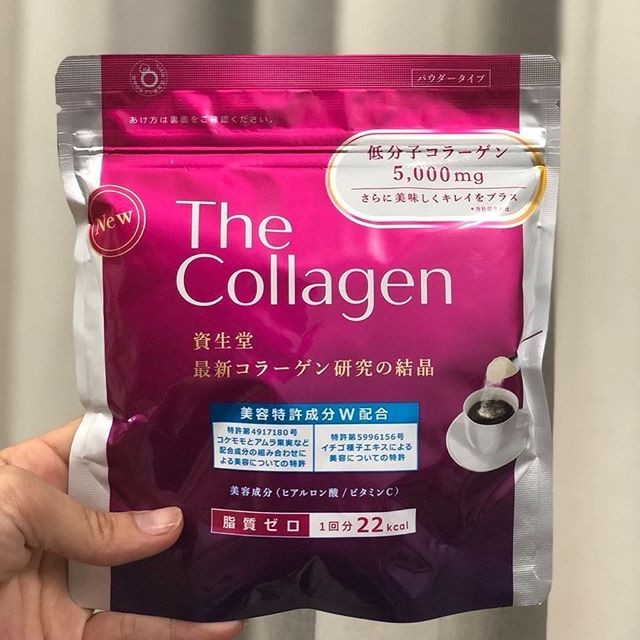 パウダータイプ
あけ方は裏面をご確認ください。
低分子コラーゲン
5,000mg
さらに美味しくキレイをプラス
New
The
Collagen
資生堂
最新コラーゲン研究の結晶
美容特許成分W配合
特許第4917180号
コケモモとアムラ果実など
配合成分の組み合わせに
よる美容についての特許
特許第5996156号
イチゴ種子エキスによる
美容についての特許
美容成分(ヒアルロン酸/ビタミンC)
脂質ゼロ 1回分22kcal